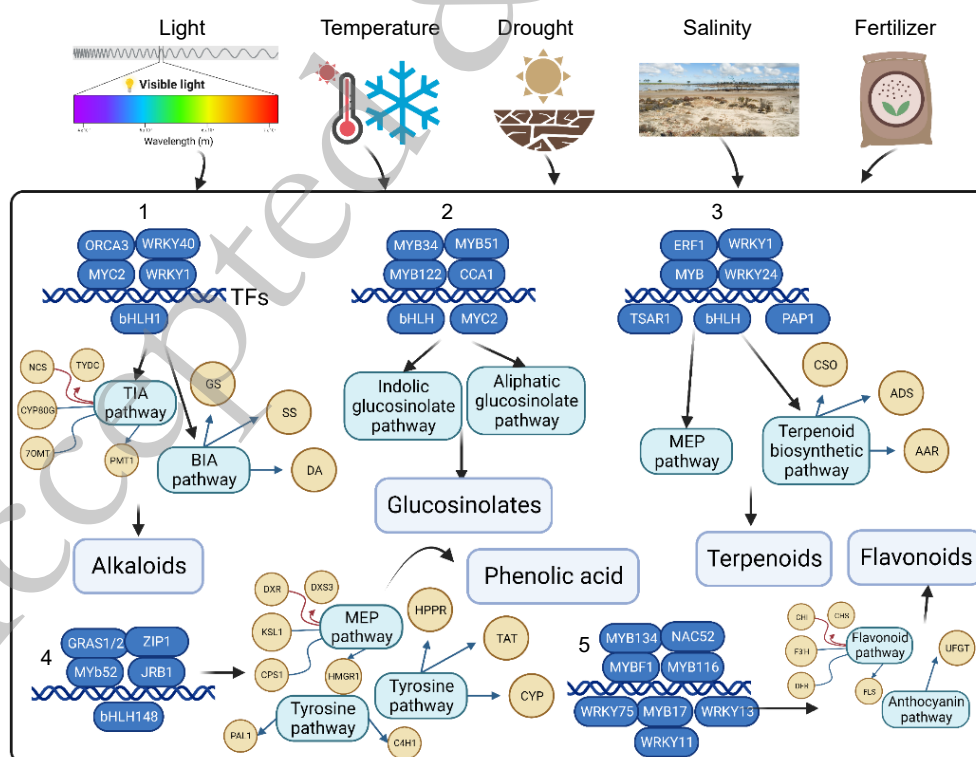 Light
Temperature
Drought
Salinity
Fertilizer
Visible light
Wavelength (m)
1
ORCA3
WRKY40
MYC2
WRKY1
TFs
bHLH1
NCS
TYDC
CYP80G
7OMT
PMT1
TIA
pathway
GS
SS
BIA
pathway
DA
Alkaloids
2
MYB34
MYB51
MYB122
CCA1
bHLH
MYC2
Indolic
glucosinolate
pathway
Aliphatic
glucosinolate
pathway
Glucosinolates
3
ERF1
WRKY1
MYB
WRKY24
TSAR1
bHLH
PAP1
MEP
pathway
CSO
ADS
Terpenoid
biosynthetic
pathway
AAR
Terpenoids
Flavonoids
Phenolic acid
4
GRAS1/2
ZIP1
MYb52
JRB1
bHLH148
DXR
DXS3
KSL1
CPS1
HMGR1
MEP
pathway
HPPR
TAT
Tyrosine
pathway
CYP
Tyrosine
pathway
PAL1
C4H1
5
MYB134
NAC52
MYBF1
MYB116
WRKY75
MYB17
WRKY13
WRKY11
CHI
CHS
F3H
DFR
FLS
Flavonoid
pathway
UFGT
Anthocyanin
pathway
Accepted